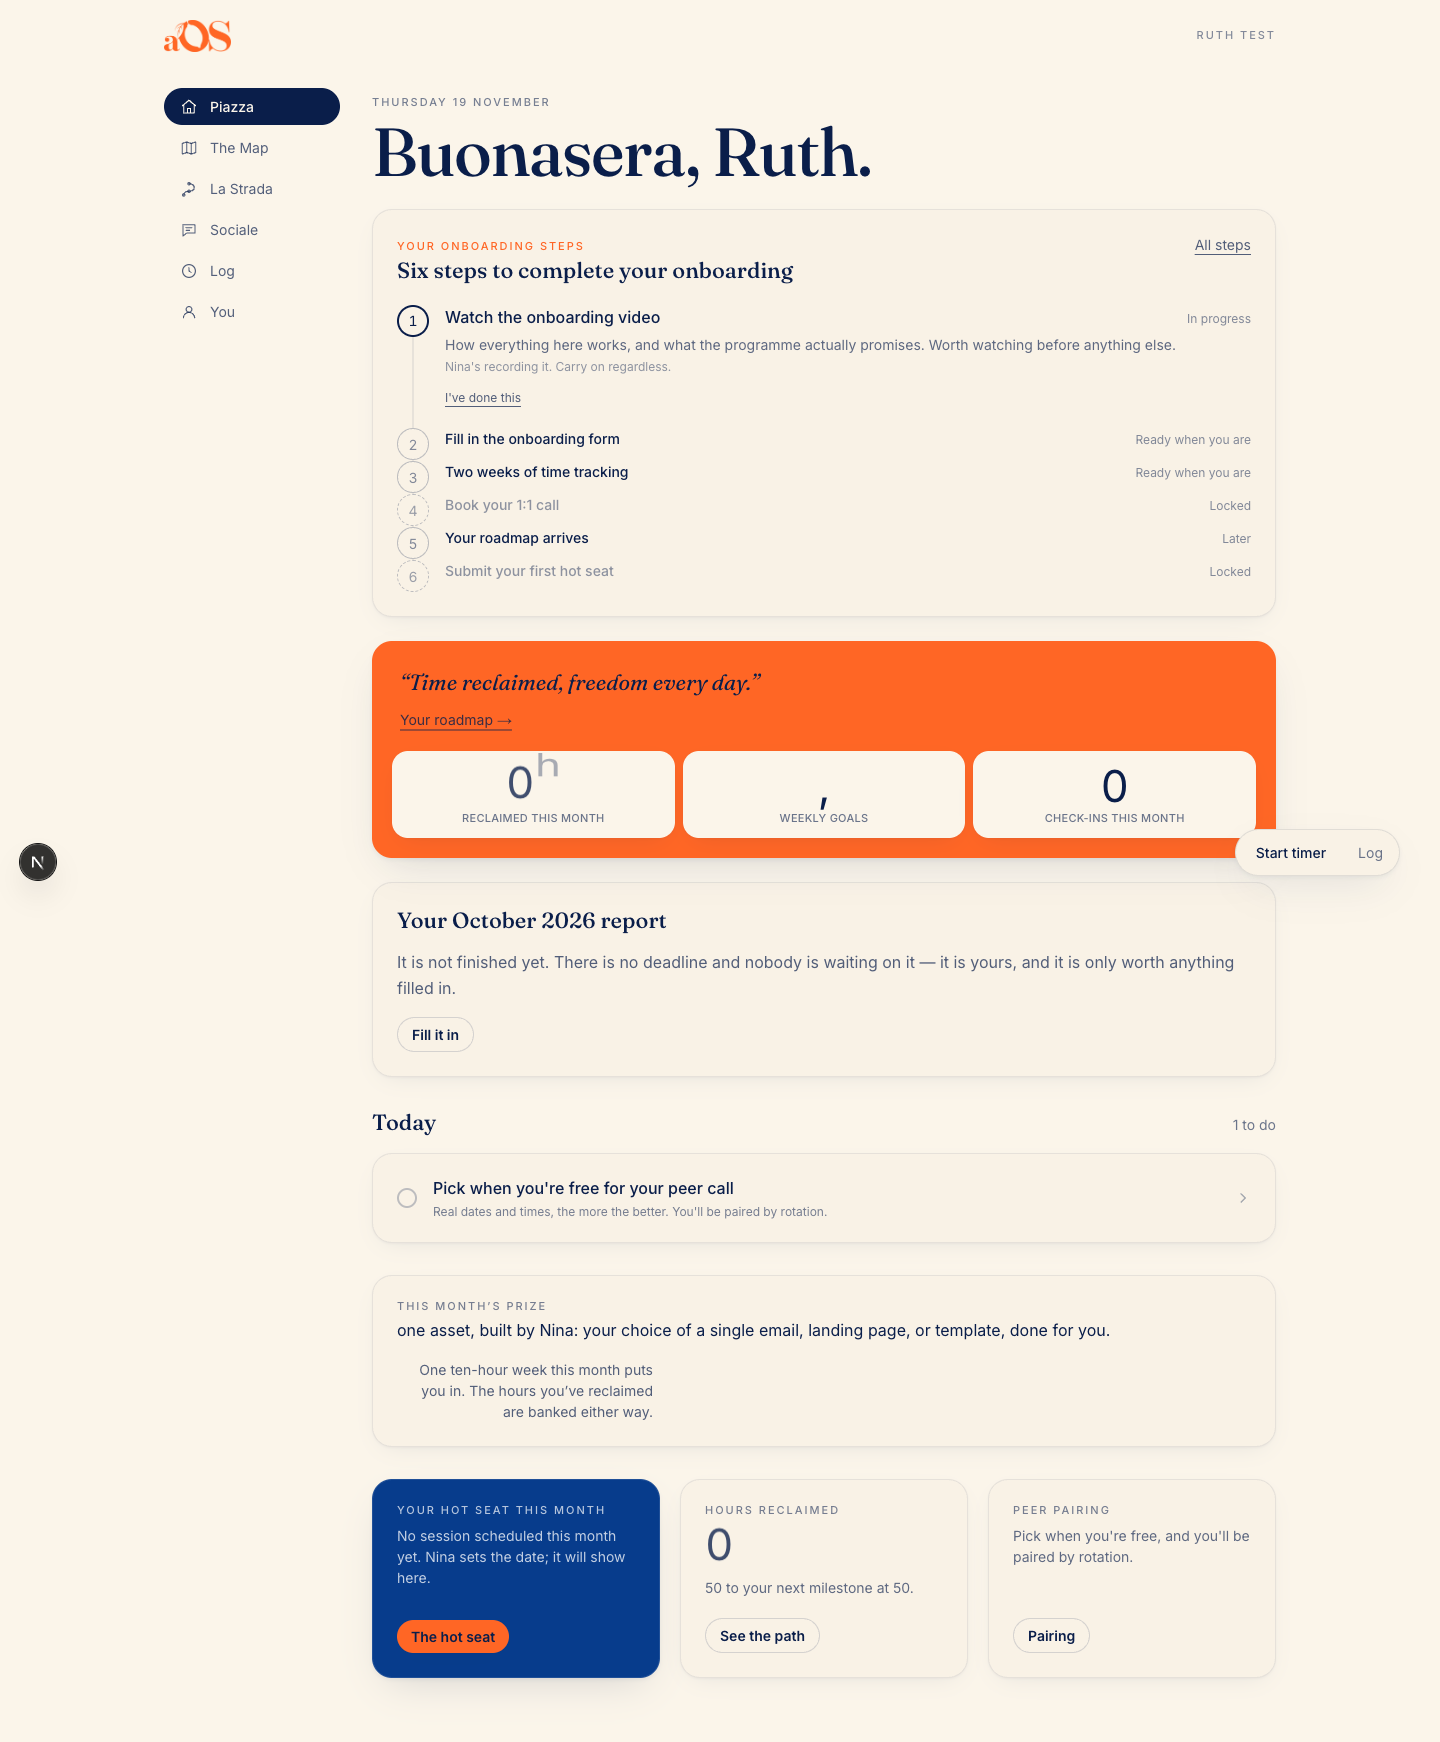 aOS
RUTH TEST
Piazza
The Map
La Strada
Sociale
Log
You
THURSDAY 19 NOVEMBER
Buonasera, Ruth.
YOUR ONBOARDING STEPS
All steps
Six steps to complete your onboarding
1
Watch the onboarding video
In progress
How everything here works, and what the programme actually promises. Worth watching before anything else.
Nina's recording it. Carry on regardless.
I've done this
2
Fill in the onboarding form
Ready when you are
3
Two weeks of time tracking
Ready when you are
4
Book your 1:1 call
Locked
5
Your roadmap arrives
Later
6
Submit your first hot seat
Locked
“Time reclaimed, freedom every day.”
Your roadmap →
0h
RECLAIMED THIS MONTH
,
WEEKLY GOALS
0
CHECK-INS THIS MONTH
Start timer
Log
N
Your October 2026 report
It is not finished yet. There is no deadline and nobody is waiting on it — it is yours, and it is only worth anything
filled in.
Fill it in
Today
1 to do
Pick when you're free for your peer call
Real dates and times, the more the better. You'll be paired by rotation.
THIS MONTH’S PRIZE
one asset, built by Nina: your choice of a single email, landing page, or template, done for you.
One ten-hour week this month puts
you in. The hours you’ve reclaimed
are banked either way.
YOUR HOT SEAT THIS MONTH
No session scheduled this month
yet. Nina sets the date; it will show
here.
The hot seat
HOURS RECLAIMED
0
50 to your next milestone at 50.
See the path
PEER PAIRING
Pick when you're free, and you'll be
paired by rotation.
Pairing